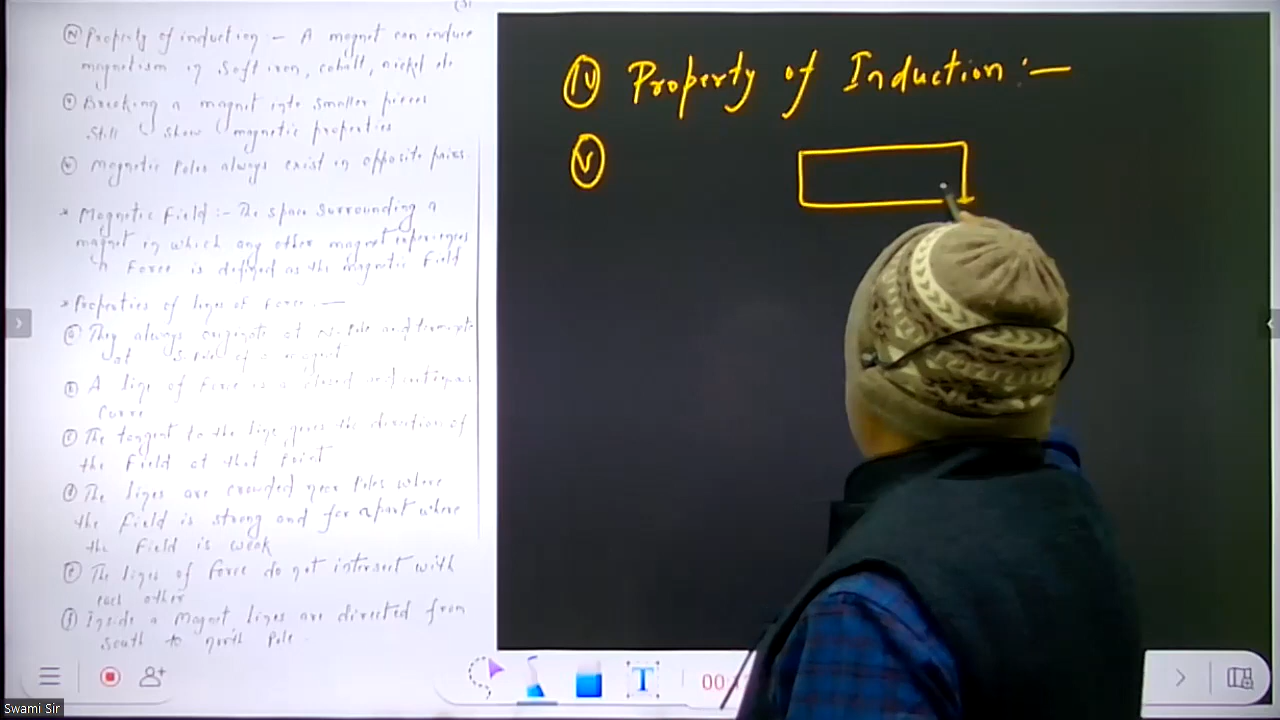 (iv) Property of induction - A magnet can induce
magnetism in soft iron, cobalt, nickel etc
(v) Breaking a magnet into smaller pieces
still show magnetic properties
Magnetic Poles always exist in opposite pairs.
* Magnetic Field :- The space surrounding a
magnet in which any other magnet experiences
Force is defined as the magnetic field
* Properties of lines of force :-
(a) They always originate at Pole and terminate
at of a magnet
(b) A line of force is a closed and
curve
(c) The tangent to the line gives the direction of
the field at that point
(d) The lines are crowded near Poles where
the field is strong and far apart where
the field is weak
(e) The lines of force do not intersect with
each other
(f) Inside a magnet lines are directed from
south to north Pole
(iv) Property of Induction :-
(v)
T
00:
Swami Sir